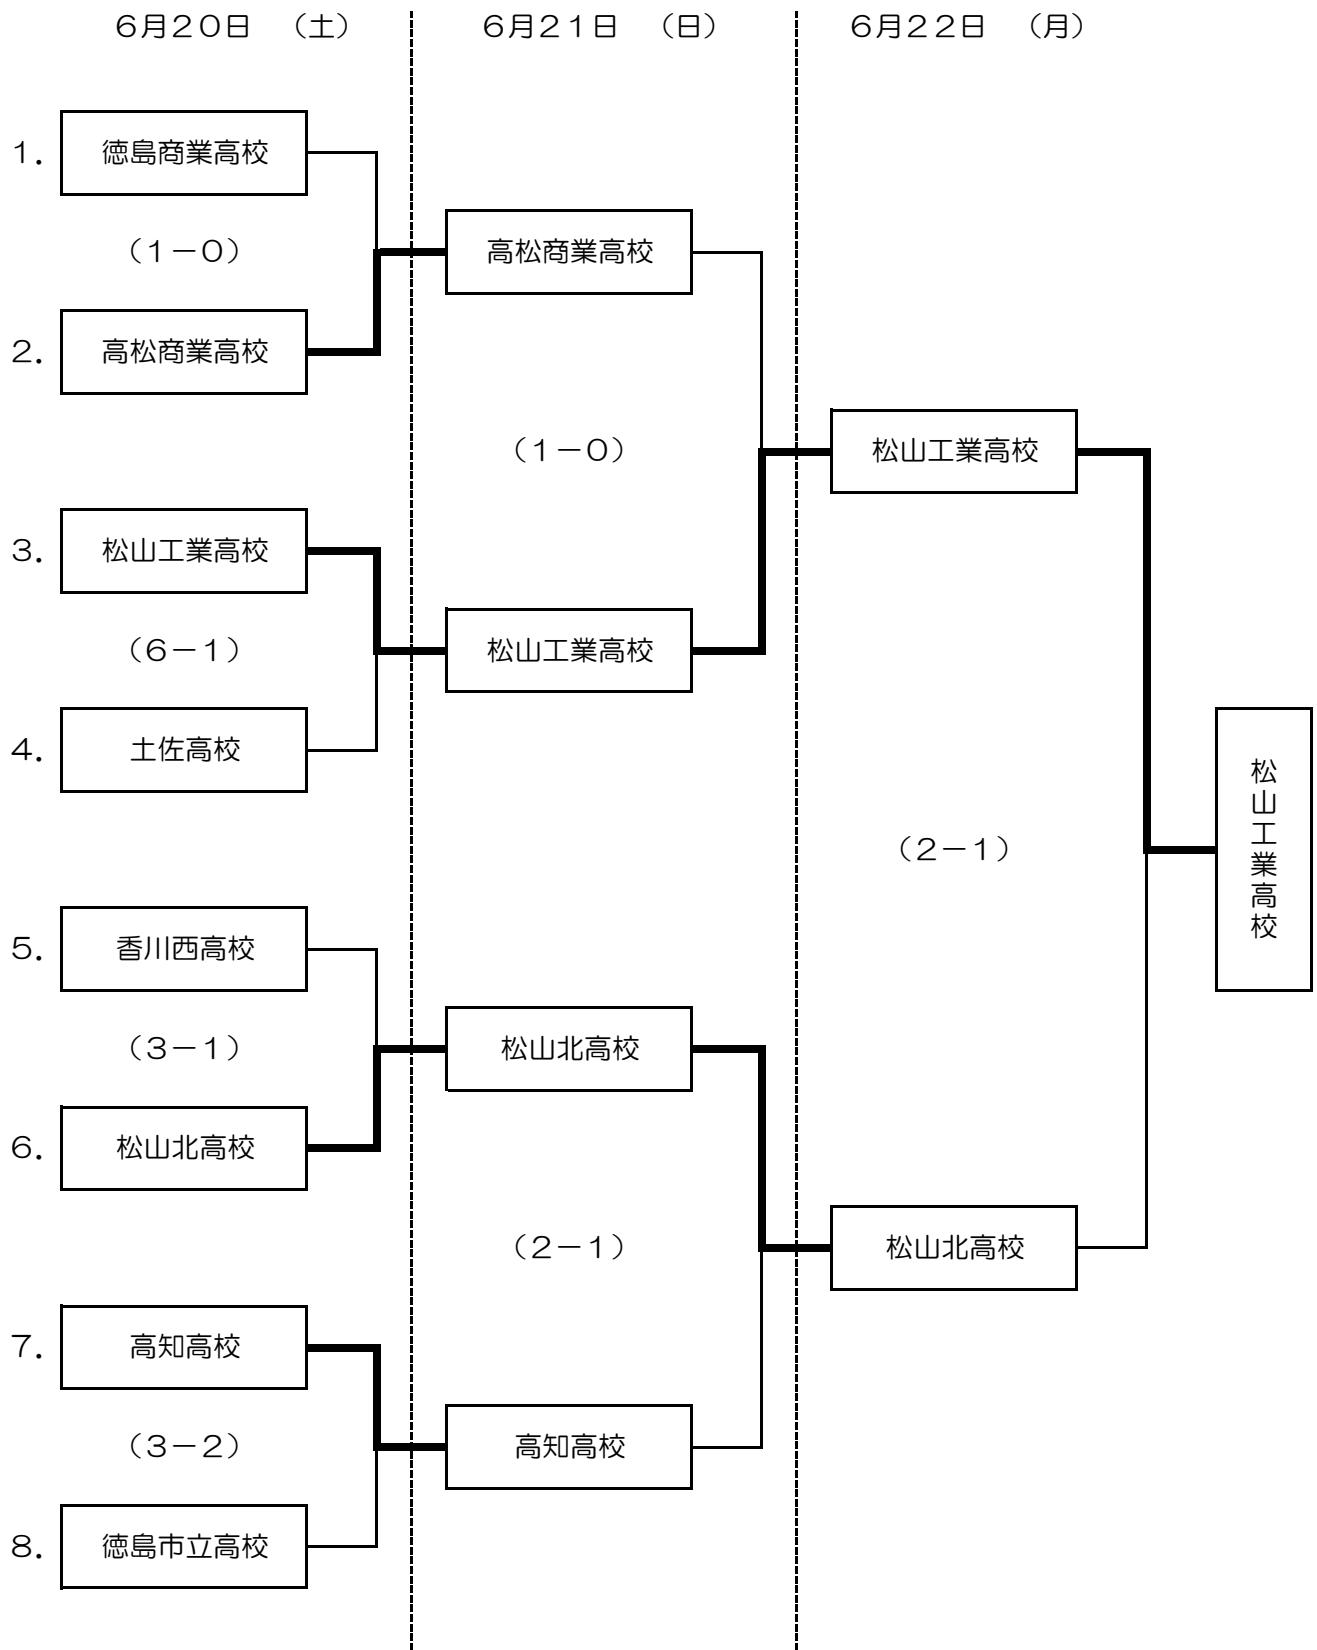 ６月２０日　（土）
６月２１日　（日）
６月２２日　（月）
１．
徳島商業高校
（１－０）
２．
高松商業高校
３．
松山工業高校
（６－１）
４．
土佐高校
５．
香川西高校
（３－１）
６．
松山北高校
７．
高知高校
（３－２）
８．
徳島市立高校
高松商業高校
（１－０）
松山工業高校
松山北高校
（２－１）
高知高校
松山工業高校
（２－１）
松山北高校
松山工業高校